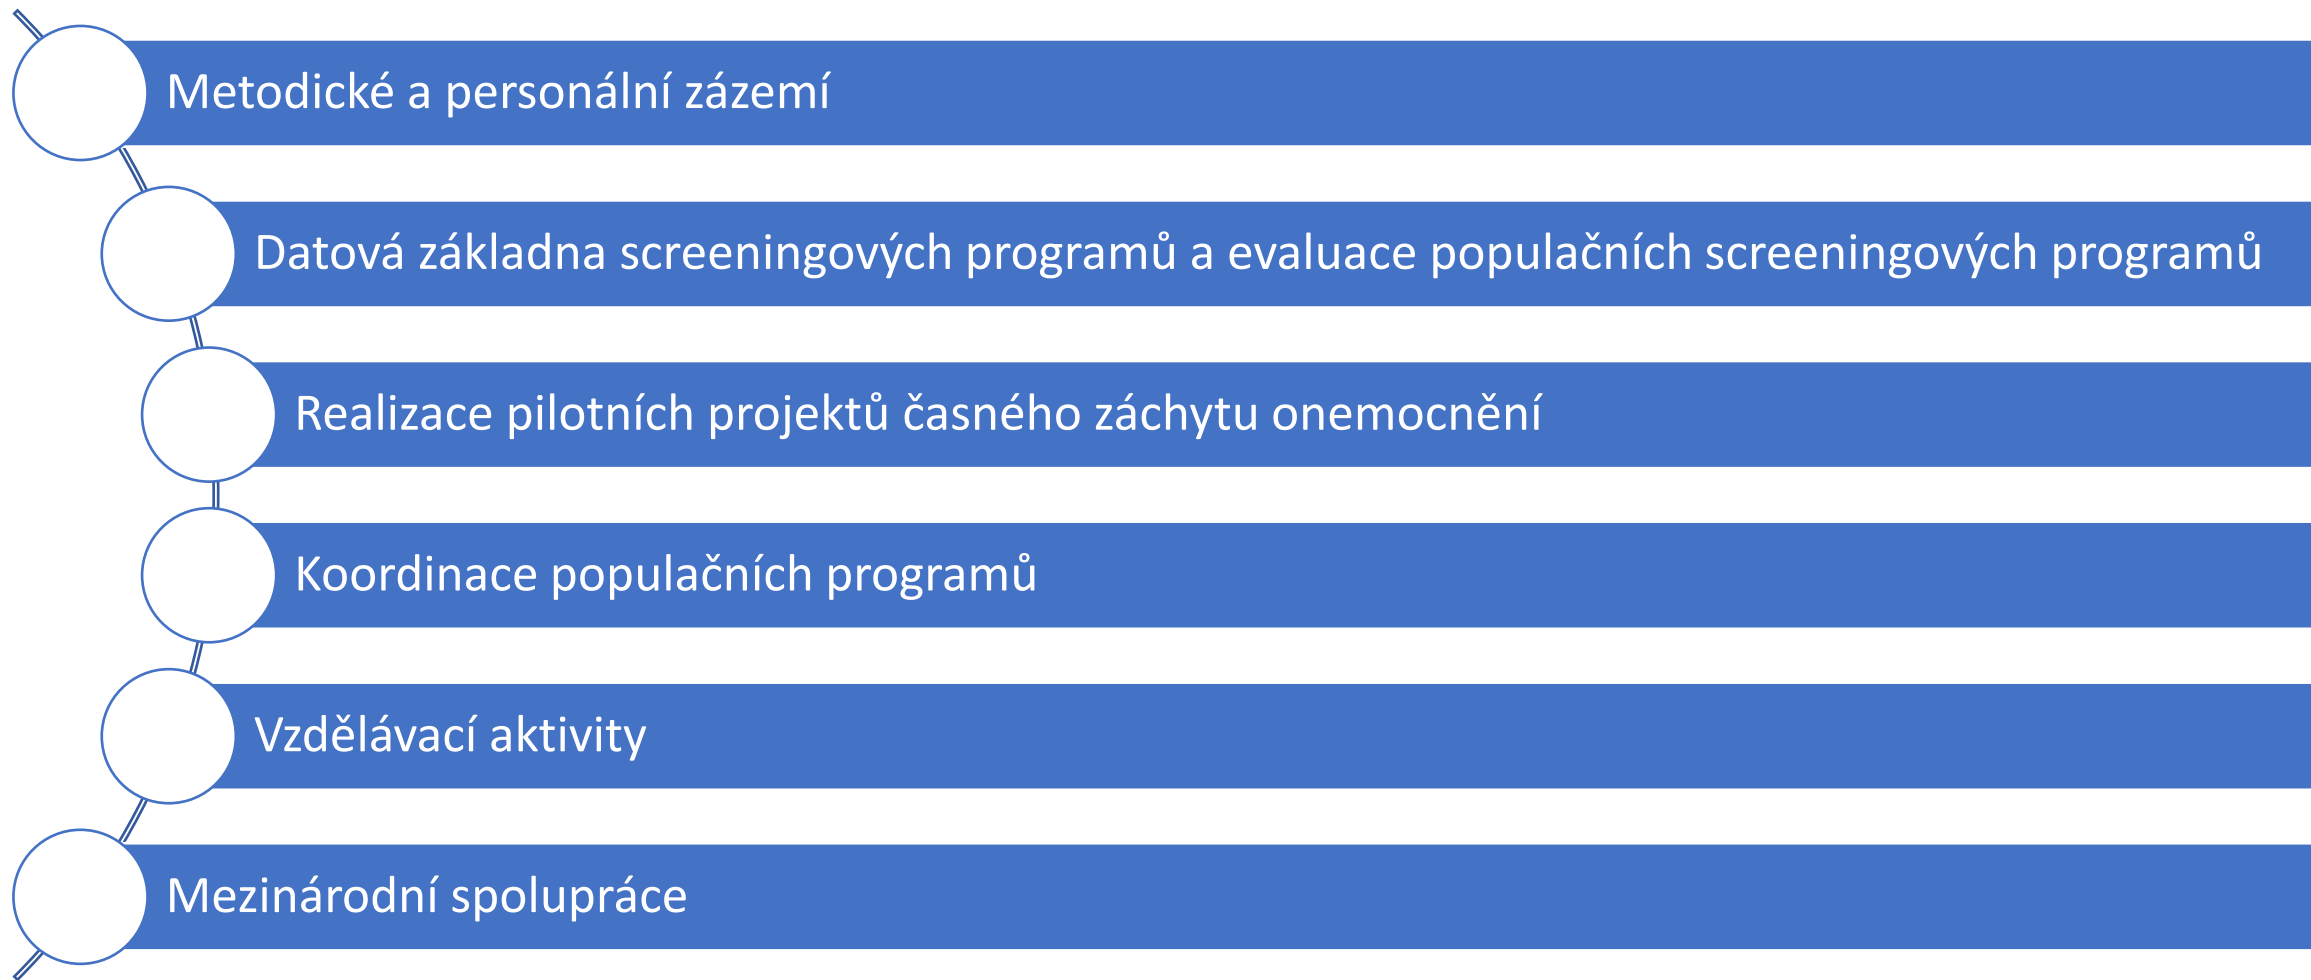 Metodické a personální zázemí
Datová základna screeningových programů a evaluace populačních screeningových programů
Realizace pilotních projektů časného záchytu onemocnění
Koordinace populačních programů
Vzdělávací aktivity
Mezinárodní spolupráce